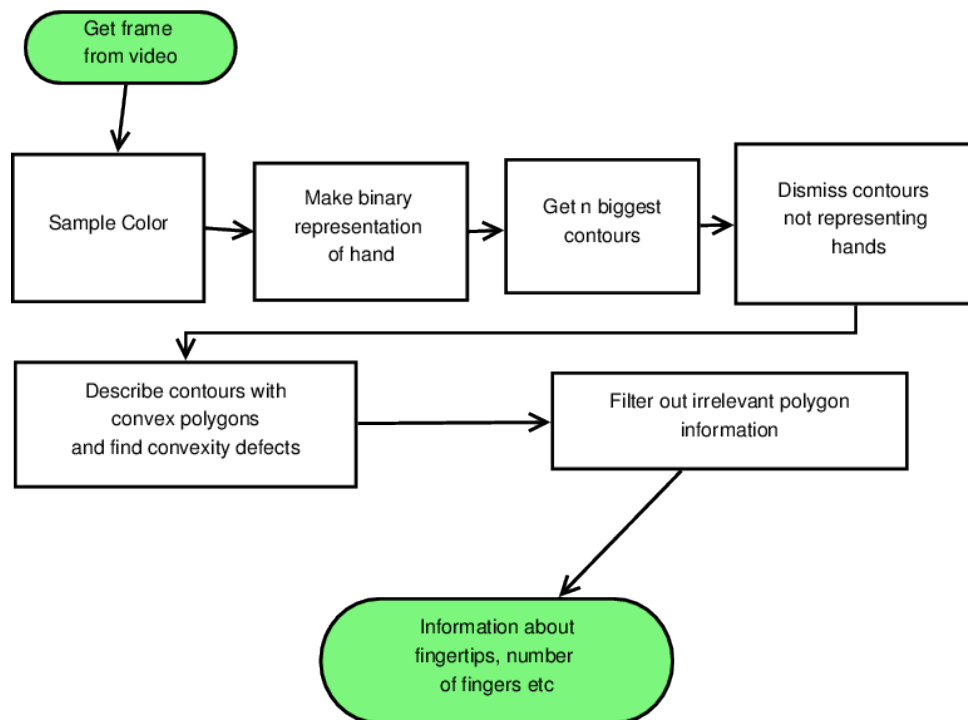 Get frame
from video
Sample Color
Make binary
representation
of hand
Get n biggest
contours
Dismiss contours
not representing
hands
Describe contours with
convex polygons
and find convexity defects
Filter out irrelevant polygon
information
Information about
fingertips, number
of fingers etc